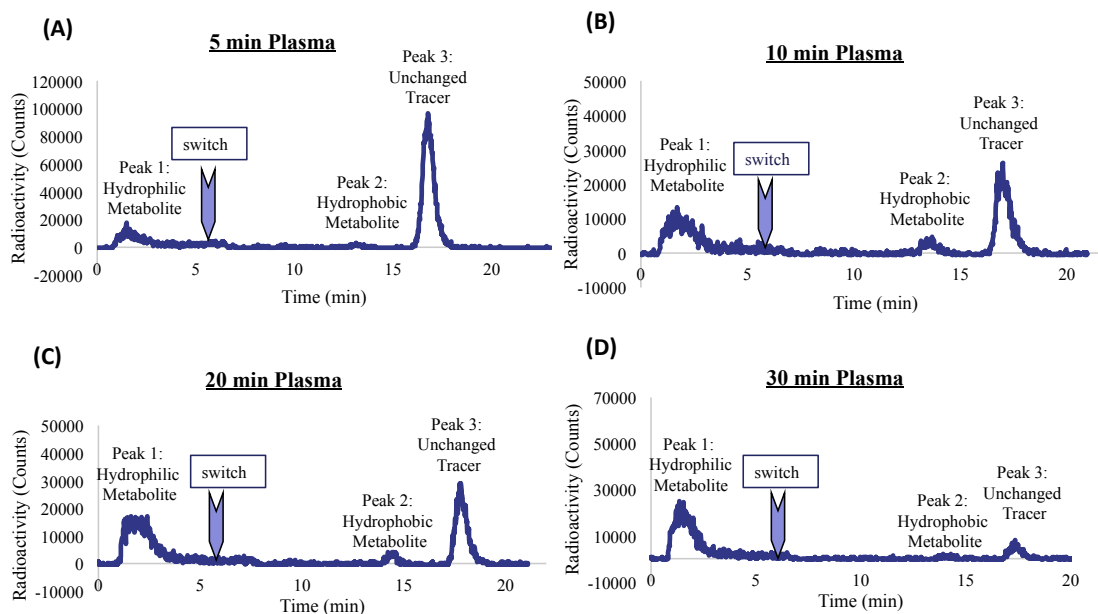 (A)
5 min Plasma
Radioactivity (Counts)
120000
100000
80000
60000
40000
20000
0
-20000
Peak 1:
Hydrophilic
Metabolite
switch
Peak 2:
Hydrophobic
Metabolite
Peak 3:
Unchanged
Tracer
0 5 10 15 20
Time (min)
(B)
10 min Plasma
Radioactivity (Counts)
50000
40000
30000
20000
10000
0
-10000
Peak 1:
Hydrophilic
Metabolite
switch
Peak 2:
Hydrophobic
Metabolite
Peak 3:
Unchanged
Tracer
0 5 10 15 20
Time (min)
(C)
20 min Plasma
Radioactivity (Counts)
50000
40000
30000
20000
10000
0
-10000
Peak 1:
Hydrophilic
Metabolite
switch
Peak 2:
Hydrophobic
Metabolite
Peak 3:
Unchanged
Tracer
0 5 10 15 20
Time (min)
(D)
30 min Plasma
Radioactivity (Counts)
70000
50000
30000
10000
-10000
Peak 1:
Hydrophilic
Metabolite
switch
Peak 2:
Hydrophobic
Metabolite
Peak 3:
Unchanged
Tracer
0 5 10 15 20
Time (min)